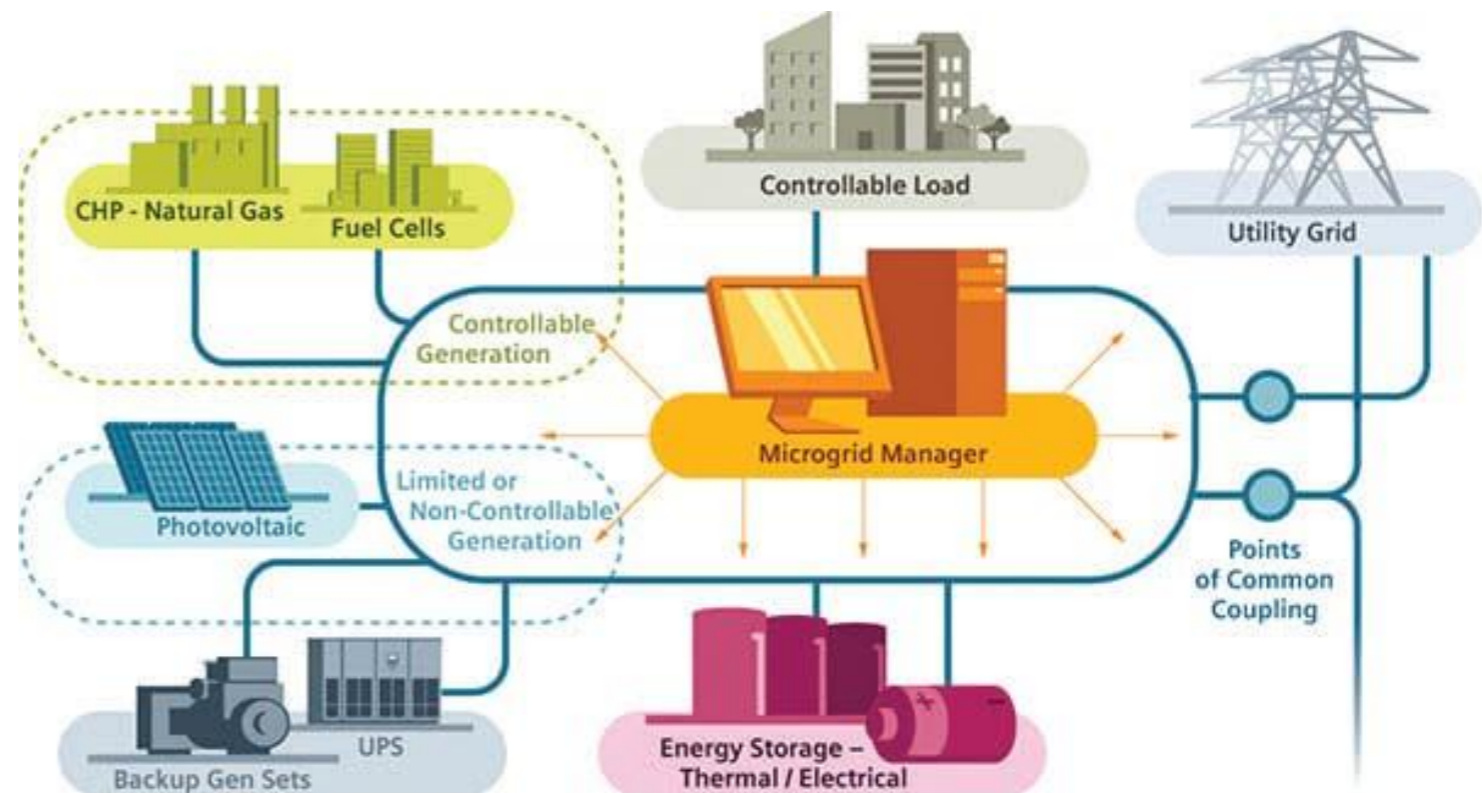 CHP - Natural Gas
Fuel Cells
Controllable Load
Utility Grid
Controllable
Generation
Microgrid Manager
Photovoltaic
Limited or
Non-Controllable
Generation
Points
of Common
Coupling
Backup Gen Sets
UPS
Energy Storage –
Thermal / Electrical